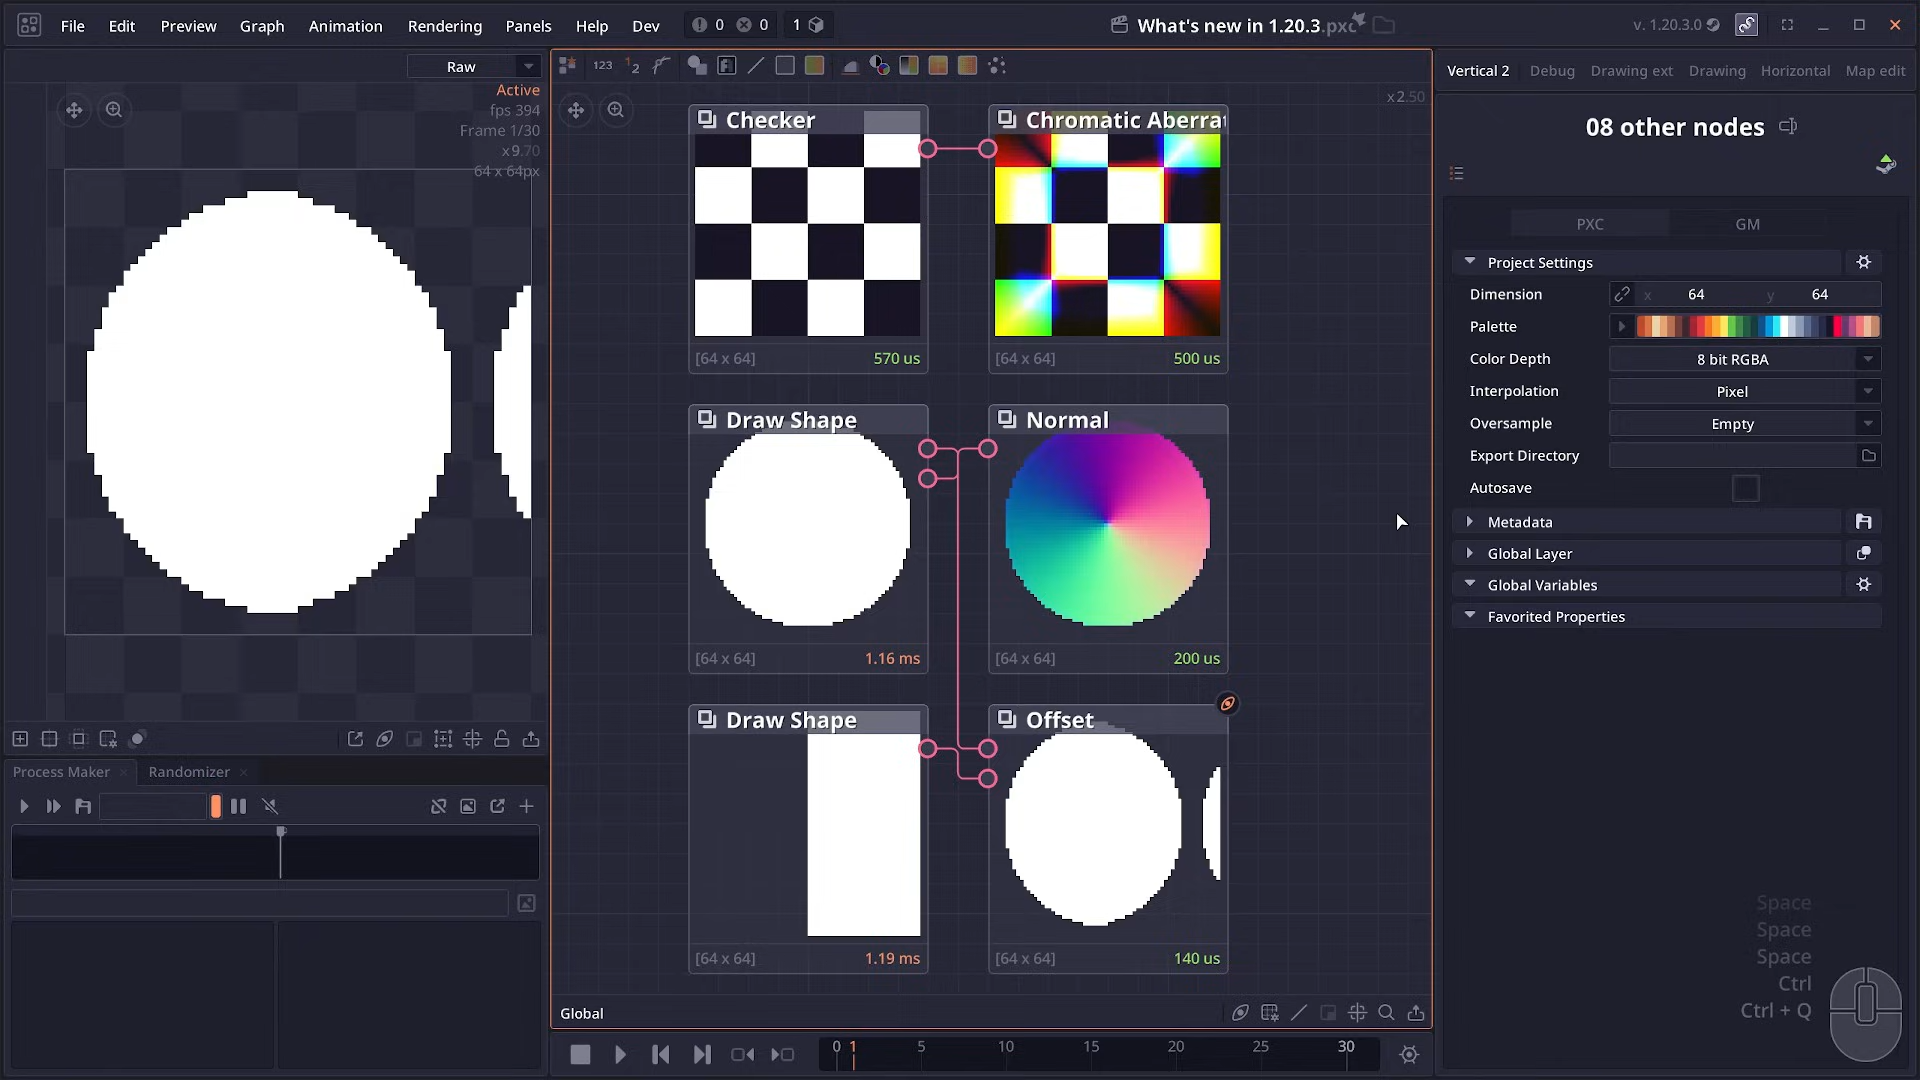 File Edit Preview Graph Animation Rendering Panels Help Dev 0 0 1
What's new in 1.20.3.pxc
v. 1.20.3.0
Raw
Active
fps 394
Frame 1/30
x9.70
64 x 64px
123
x2.50
Vertical 2 Debug Drawing ext Drawing Horizontal Map edit
08 other nodes
PXC GM
Project Settings
Dimension x 64 y 64
Palette
Color Depth 8 bit RGBA
Interpolation Pixel
Oversample Empty
Export Directory
Autosave
Metadata
Global Layer
Global Variables
Favorited Properties
Checker
[64 x 64] 570 us
Chromatic Aberrat
[64 x 64] 500 us
Draw Shape
[64 x 64] 1.16 ms
Normal
[64 x 64] 200 us
Draw Shape
[64 x 64] 1.19 ms
Offset
[64 x 64] 140 us
Process Maker Randomizer
Global
0 1 5 10 15 20 25 30
Space
Space
Space
Ctrl
Ctrl + Q